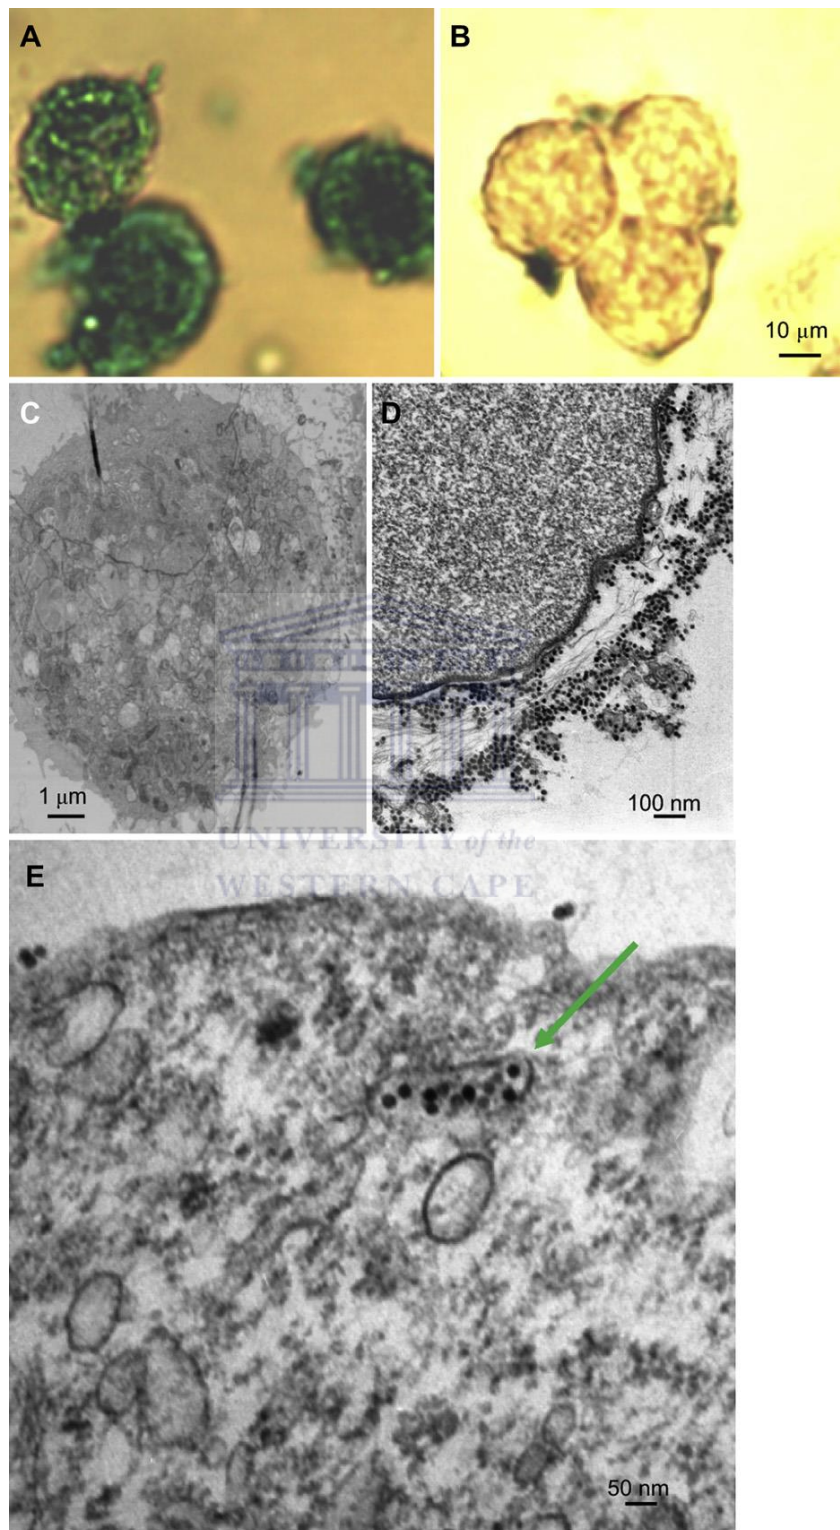 A
B
10 μm
C
D
1 μm
100 nm
UNIVERSITY of the
WESTERN CAPE
E
50 nm